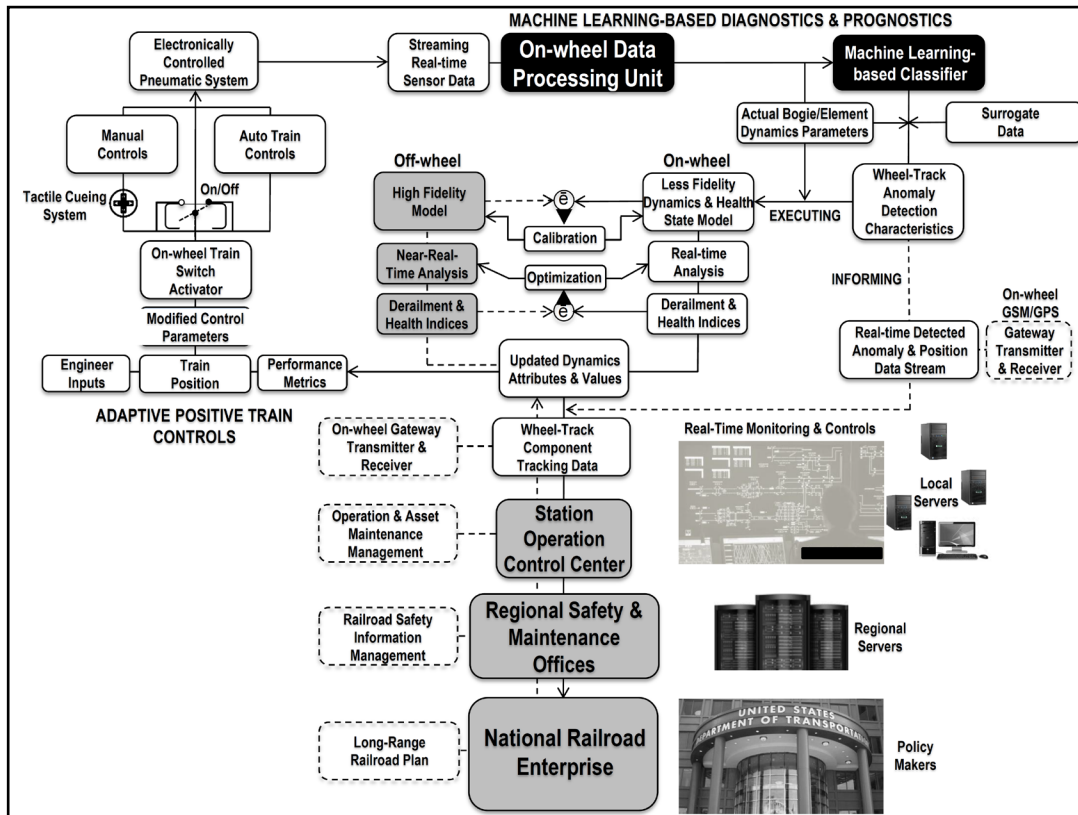 MACHINE LEARNING-BASED DIAGNOSTICS & PROGNOSTICS
Electronically
Controlled
Pneumatic System
Streaming
Real-time
Sensor Data
On-wheel Data
Processing Unit
Machine Learning-
based Classifier
Manual
Controls
Auto Train
Controls
Actual Bogie/Element
Dynamics Parameters
Surrogate
Data
Tactile Cueing
System
On/Off
Off-wheel
On-wheel
High Fidelity
Model
ē
Less Fidelity
Dynamics & Health
State Model
EXECUTING
Wheel-Track
Anomaly
Detection
Characteristics
Calibration
On-wheel Train
Switch
Activator
Near-Real-
Time Analysis
Optimization
Real-time
Analysis
INFORMING
Derailment &
Health Indices
ē
Derailment &
Health Indices
On-wheel
GSM/GPS
Modified Control
Parameters
Real-time Detected
Anomaly & Position
Data Stream
Gateway
Transmitter
& Receiver
Engineer
Inputs
Train
Position
Performance
Metrics
Updated Dynamics
Attributes & Values
ADAPTIVE POSITIVE TRAIN
CONTROLS
On-wheel Gateway
Transmitter &
Receiver
Wheel-Track
Component
Tracking Data
Real-Time Monitoring & Controls
Local
Servers
Operation & Asset
Maintenance
Management
Station
Operation
Control Center
Railroad Safety
Information
Management
Regional Safety &
Maintenance
Offices
Regional
Servers
Long-Range
Railroad Plan
National Railroad
Enterprise
UNITED STATES
DEPARTMENT OF TRANSPORTATION
Policy
Makers